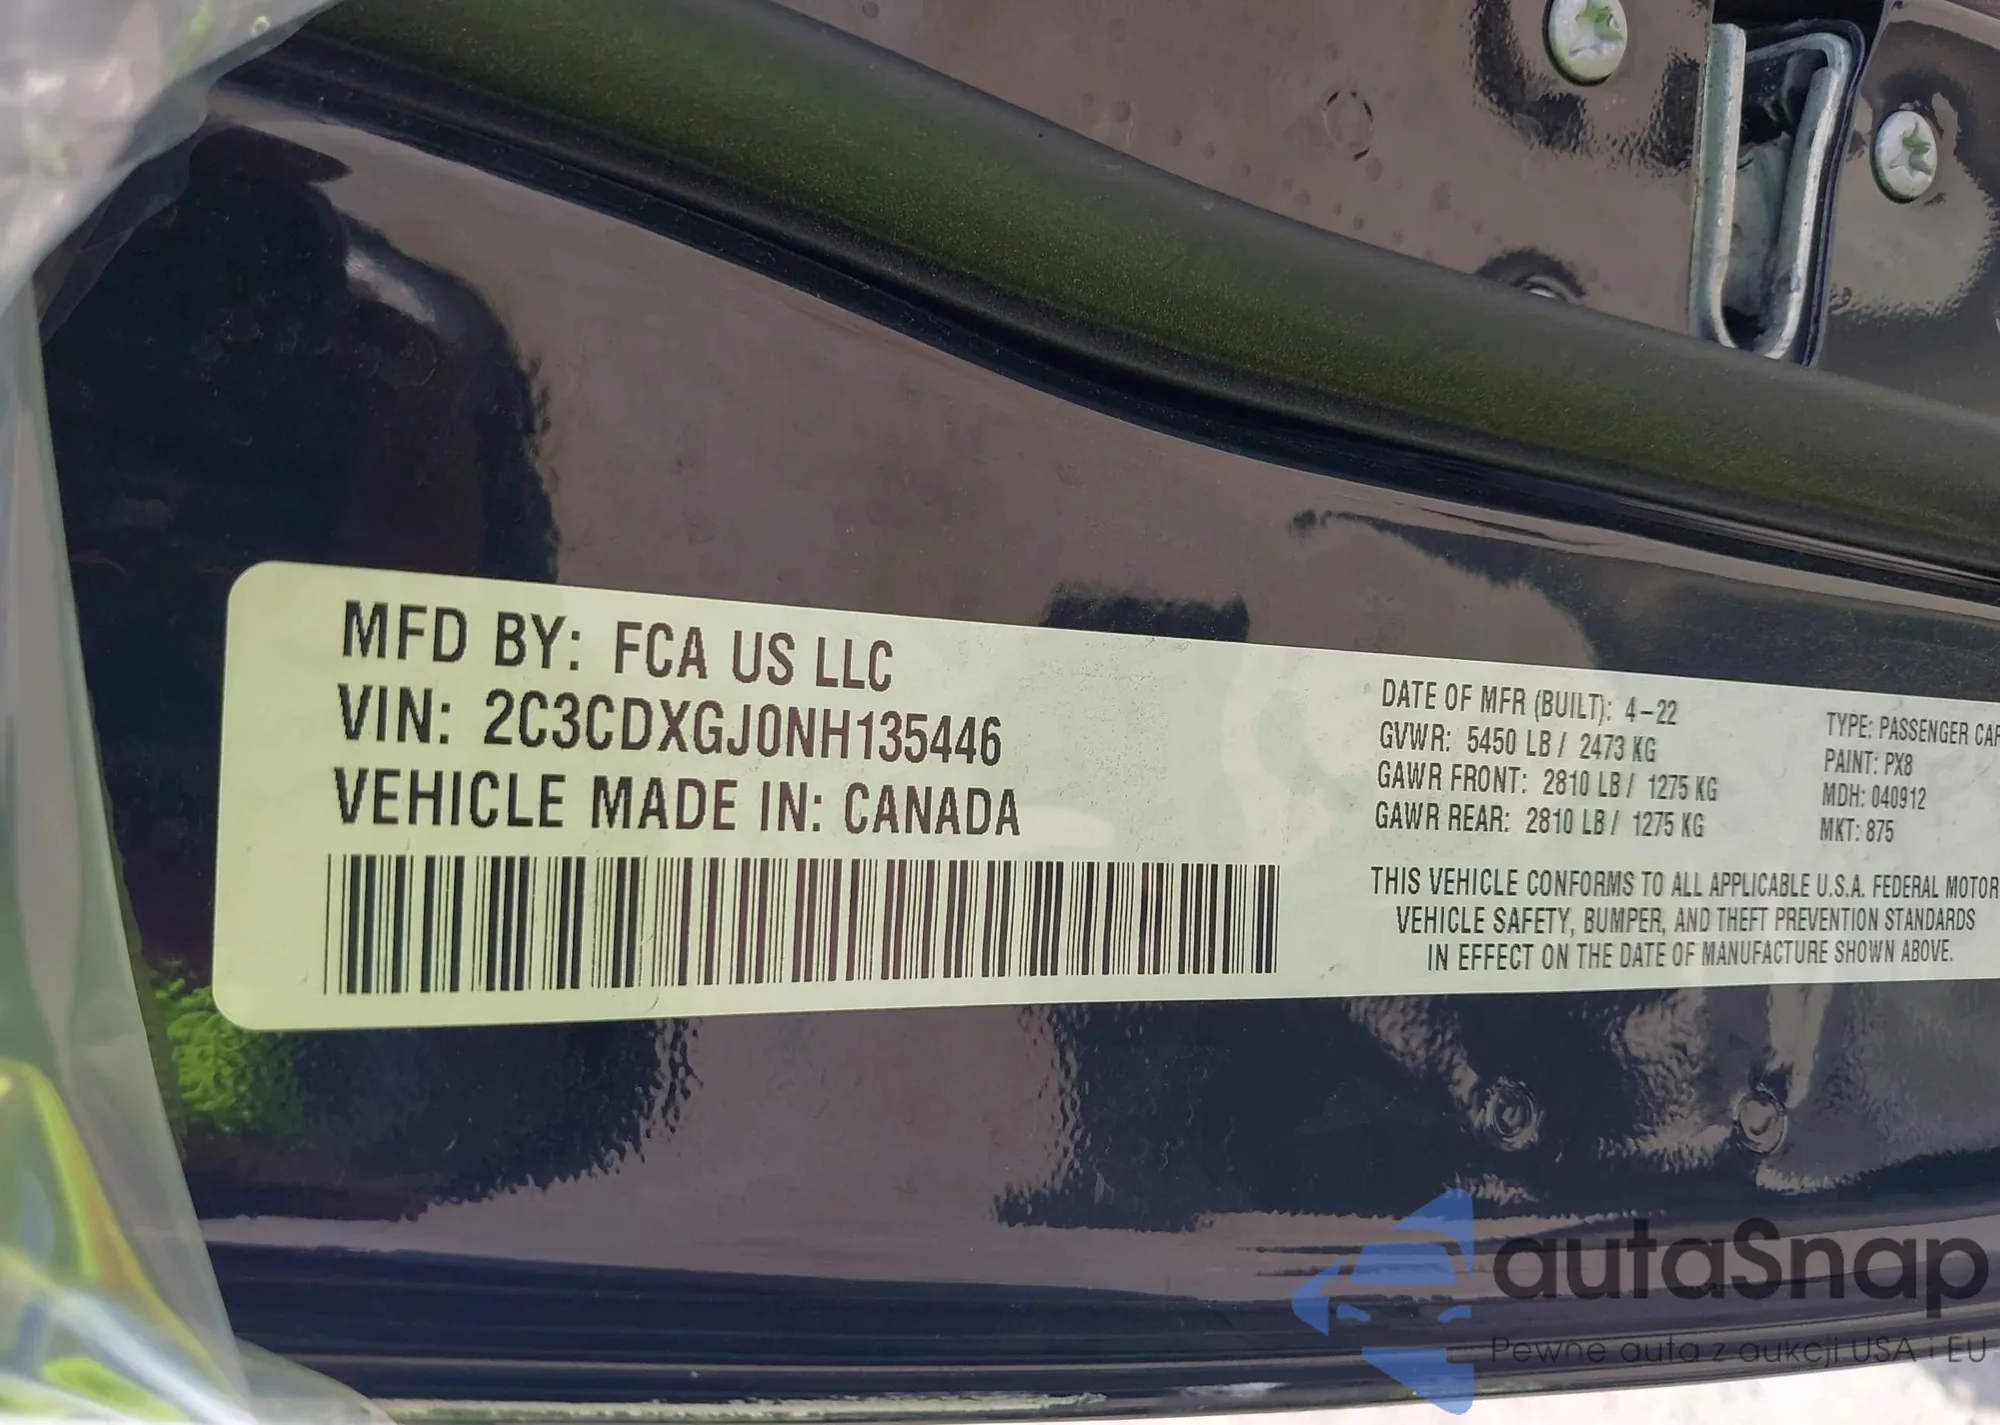 MFD BY: FCA US LLC
VIN: 2C3CDXGJ0NH135446
VEHICLE MADE IN: CANADA
DATE OF MFR (BUILT): 4-22
GVWR: 5450 LB / 2473 KG
GAWR FRONT: 2810 LB / 1275 KG
GAWR REAR: 2810 LB / 1275 KG
TYPE: PASSENGER CAR
PAINT: PX8
MDH: 040912
MKT: 875
THIS VEHICLE CONFORMS TO ALL APPLICABLE U.S.A. FEDERAL MOTOR
VEHICLE SAFETY, BUMPER, AND THEFT PREVENTION STANDARDS
IN EFFECT ON THE DATE OF MANUFACTURE SHOWN ABOVE.
autaSnap
Pewne auta z aukcji USA i EU